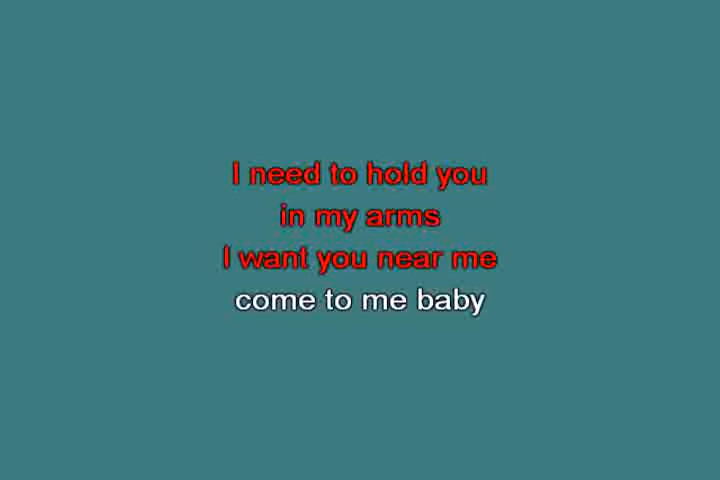 I need to hold you
in my arms
I want you near me
come to me baby